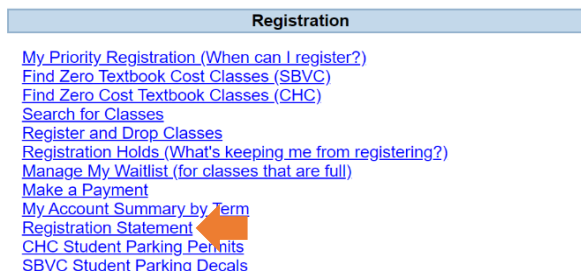 Registration
My Priority Registration (When can I register?)
Find Zero Textbook Cost Classes (SBVC)
Find Zero Cost Textbook Classes (CHC)
Search for Classes
Register and Drop Classes
Registration Holds (What's keeping me from registering?)
Manage My Waitlist (for classes that are full)
Make a Payment
My Account Summary by Term
Registration Statement
CHC Student Parking Permits
SBVC Student Parking Decals